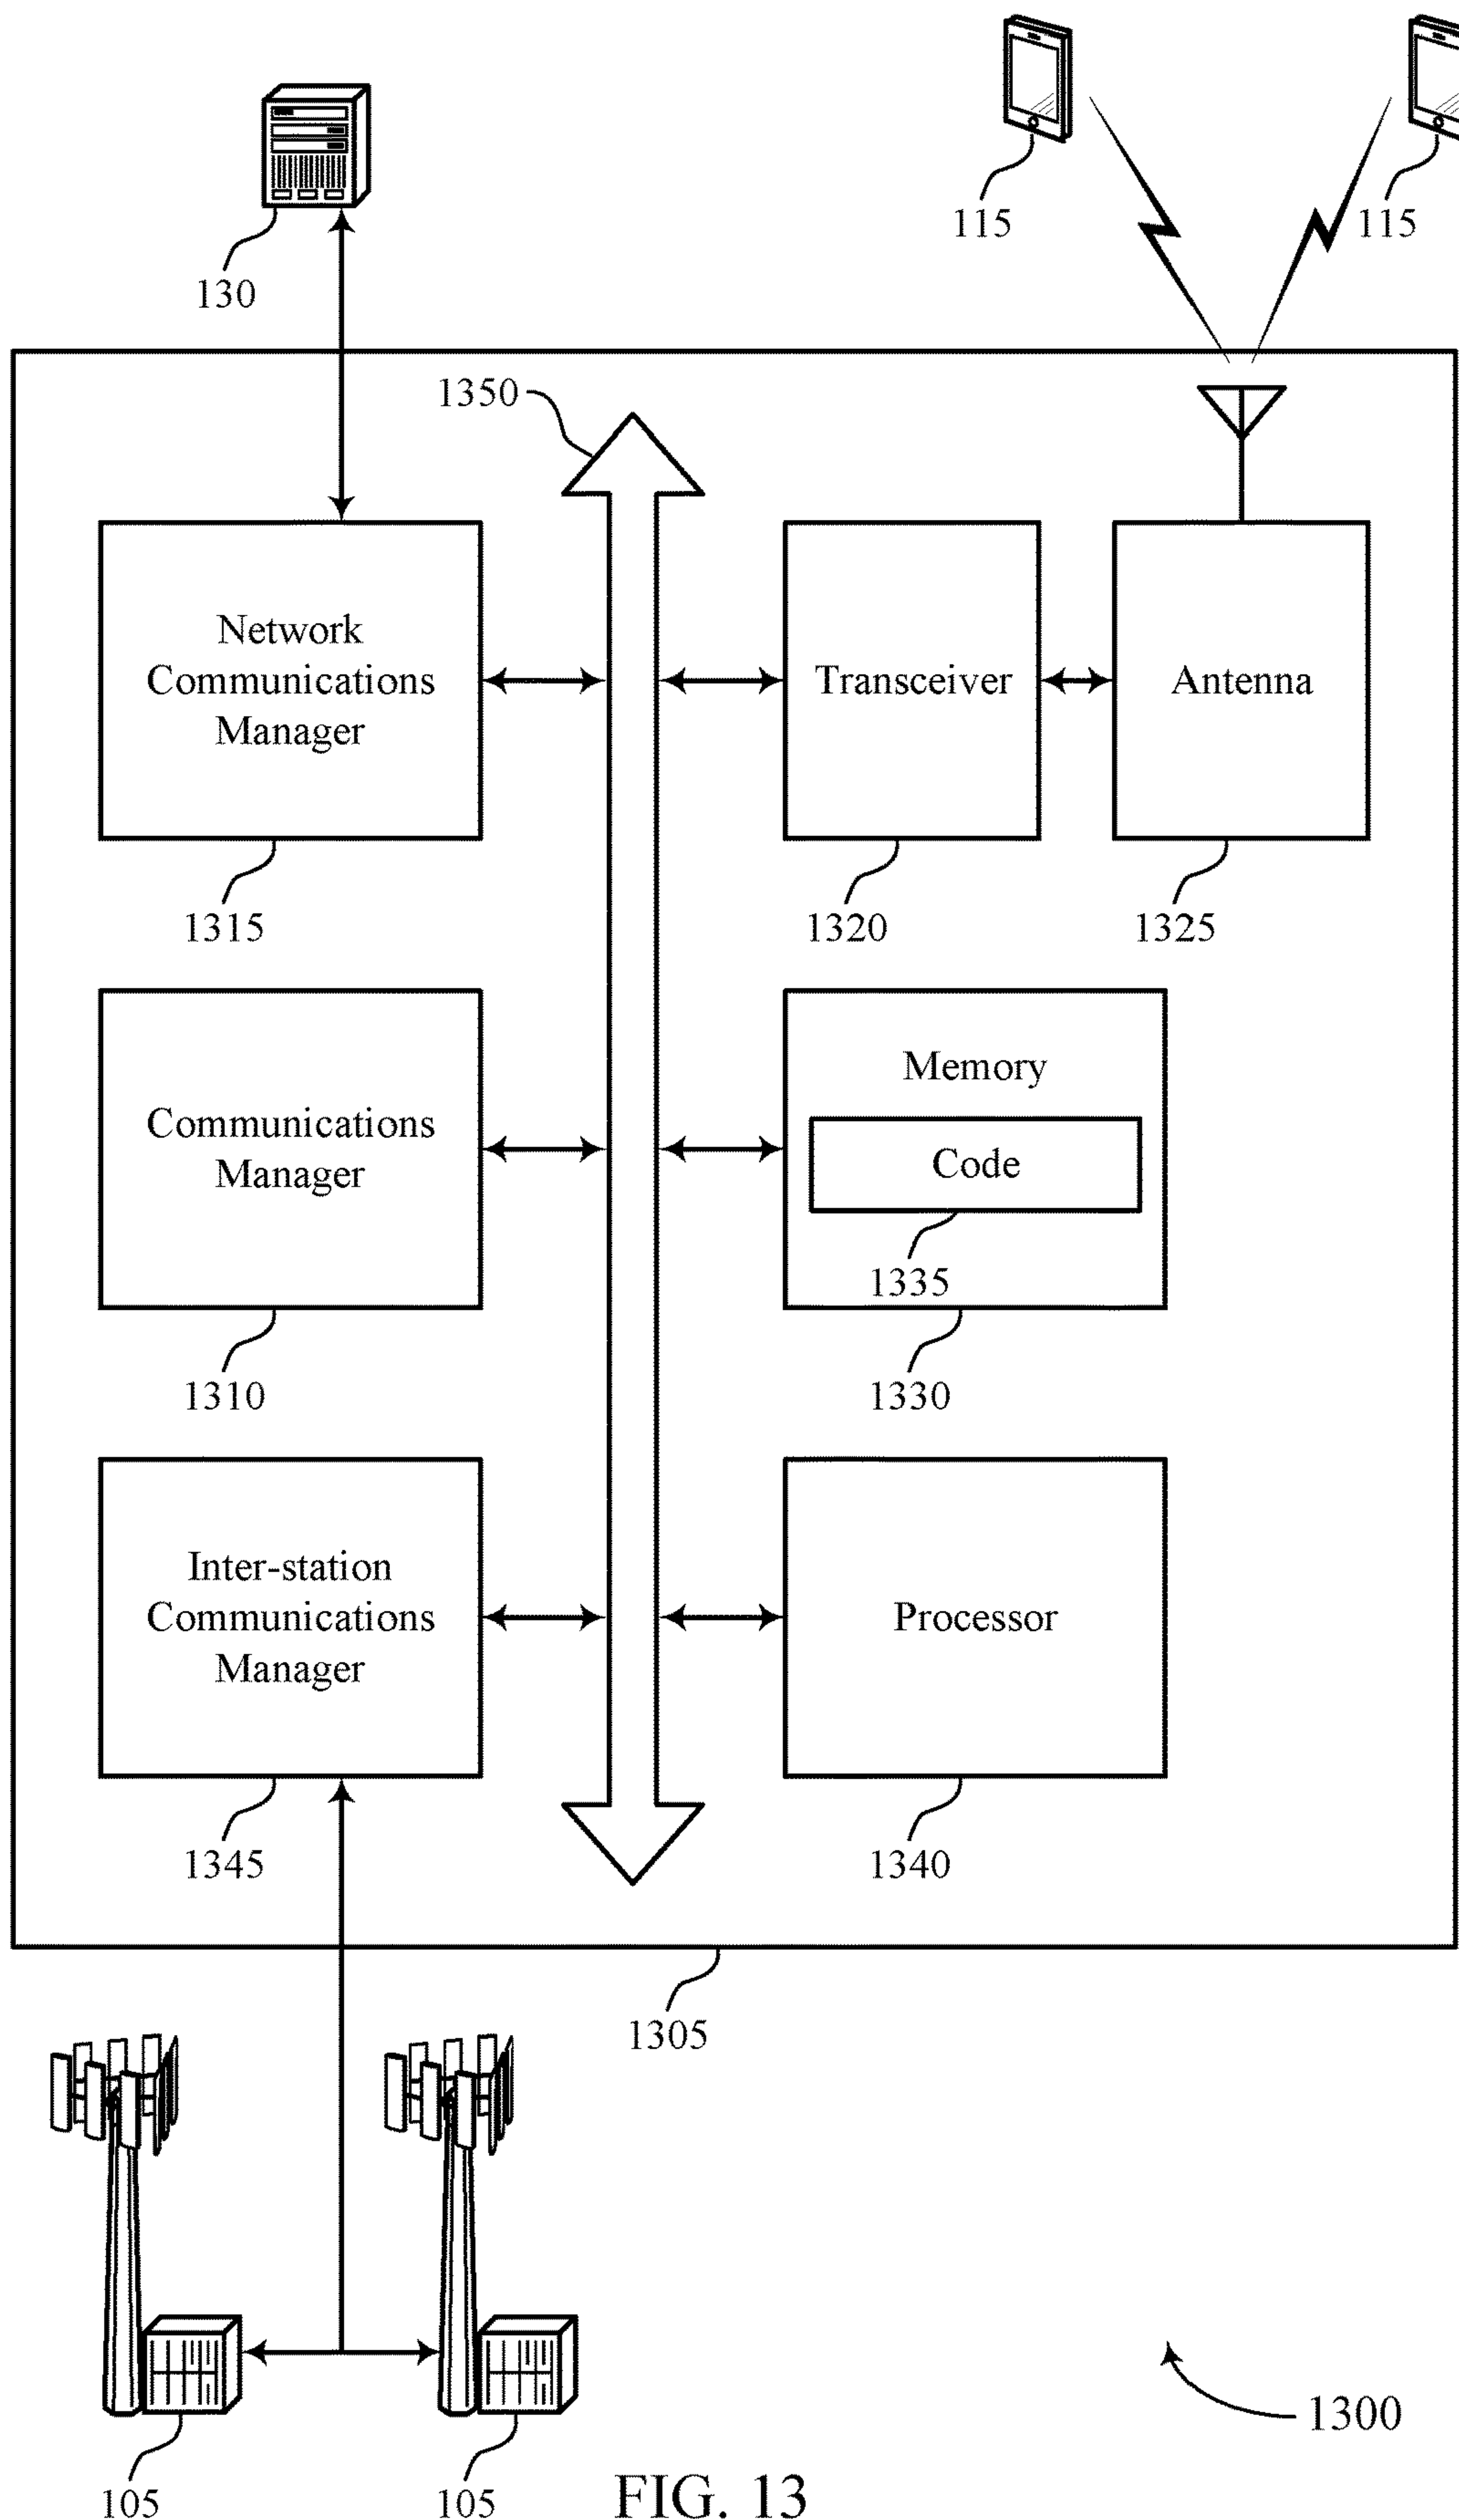 115
115
130
1350
Network
Communications
Manager
Transceiver
Antenna
1315
1320
1325
Communications
Manager
Memory
Code
1335
1310
1330
Inter-station
Communications
Manager
Processor
1345
1340
1305
1300
105
105
FIG. 13